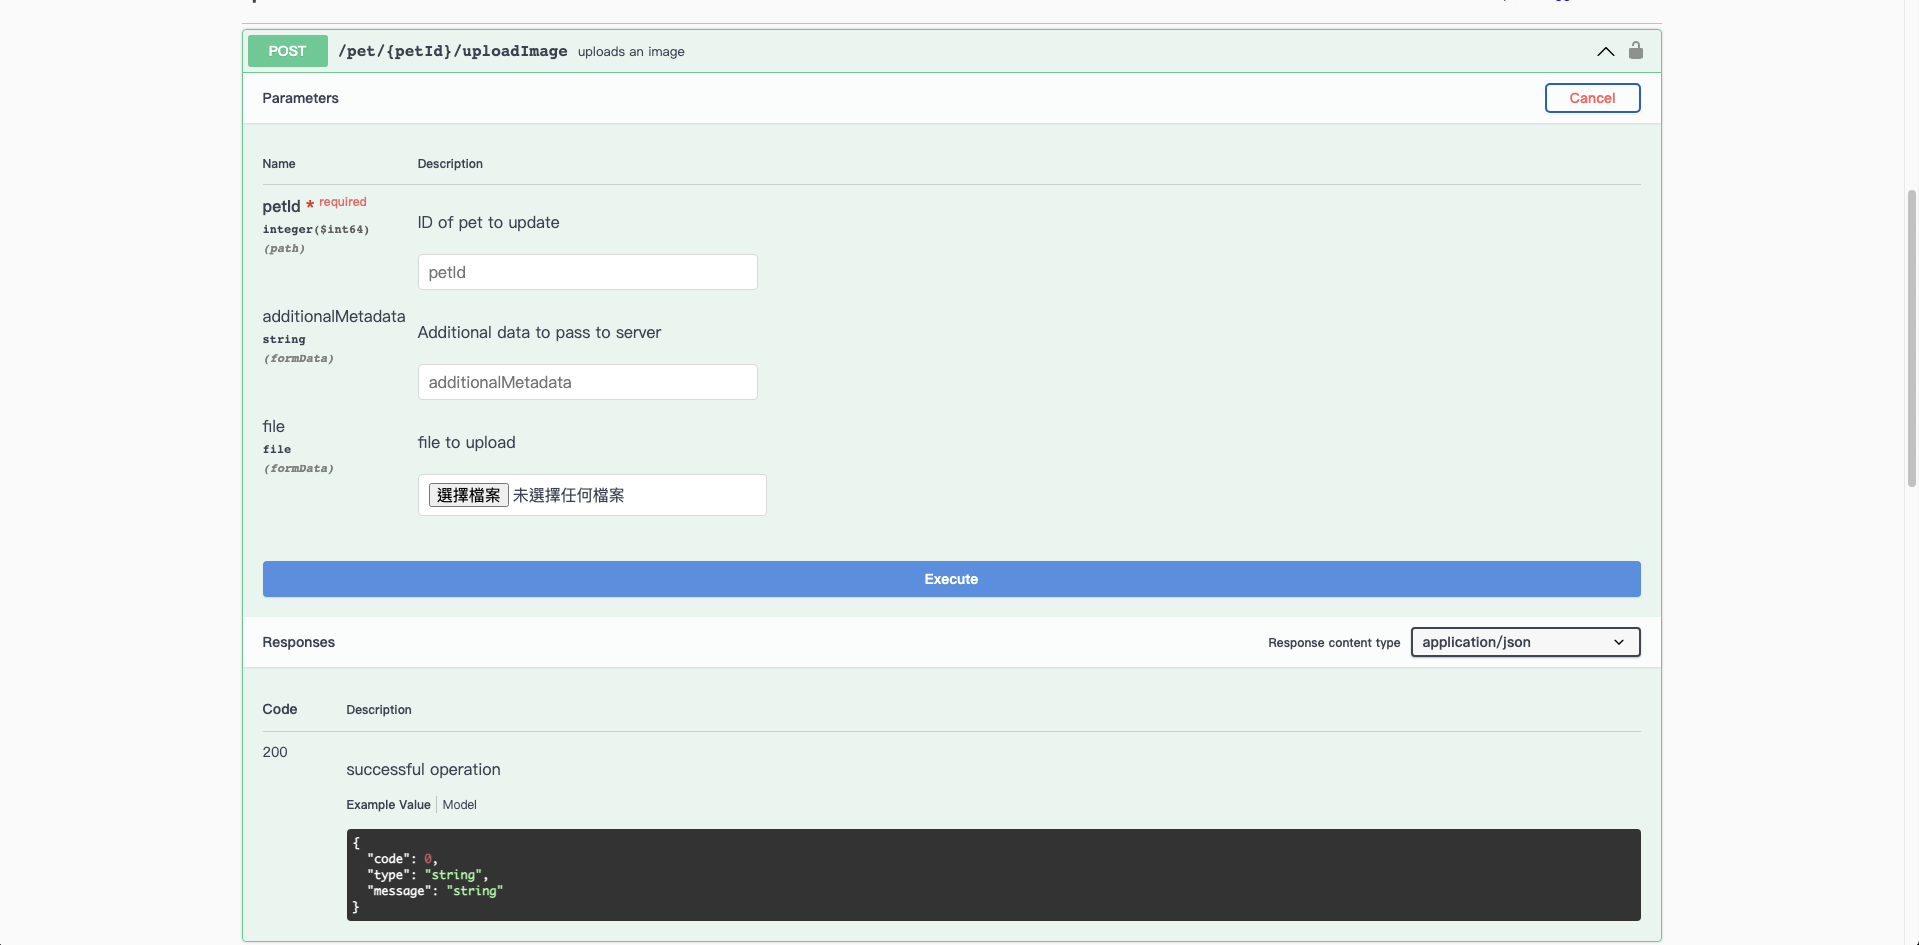 POST /pet/{petId}/uploadImage uploads an image
Parameters
Cancel
Name Description
petId * required
integer($int64)
(path)
ID of pet to update
petId
additionalMetadata
string
(formData)
Additional data to pass to server
additionalMetadata
file
file
(formData)
file to upload
選擇檔案 未選擇任何檔案
Execute
Responses
Response content type application/json
Code Description
200
successful operation
Example Value Model
{
  "code": 0,
  "type": "string",
  "message": "string"
}